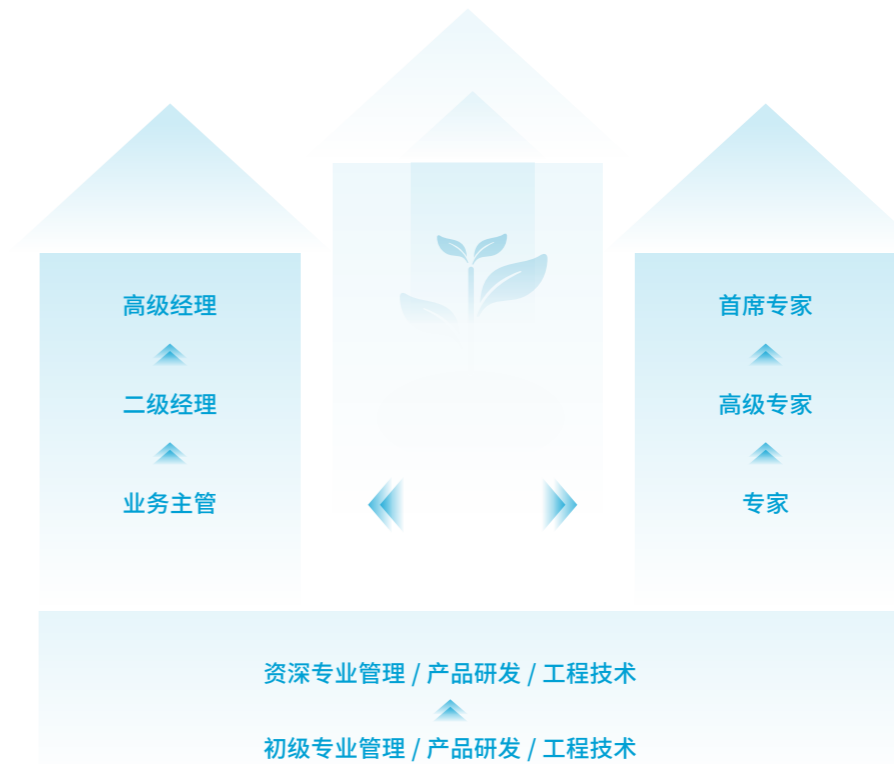 高级经理
二级经理
业务主管
首席专家
高级专家
专家
资深专业管理 / 产品研发 / 工程技术
初级专业管理 / 产品研发 / 工程技术